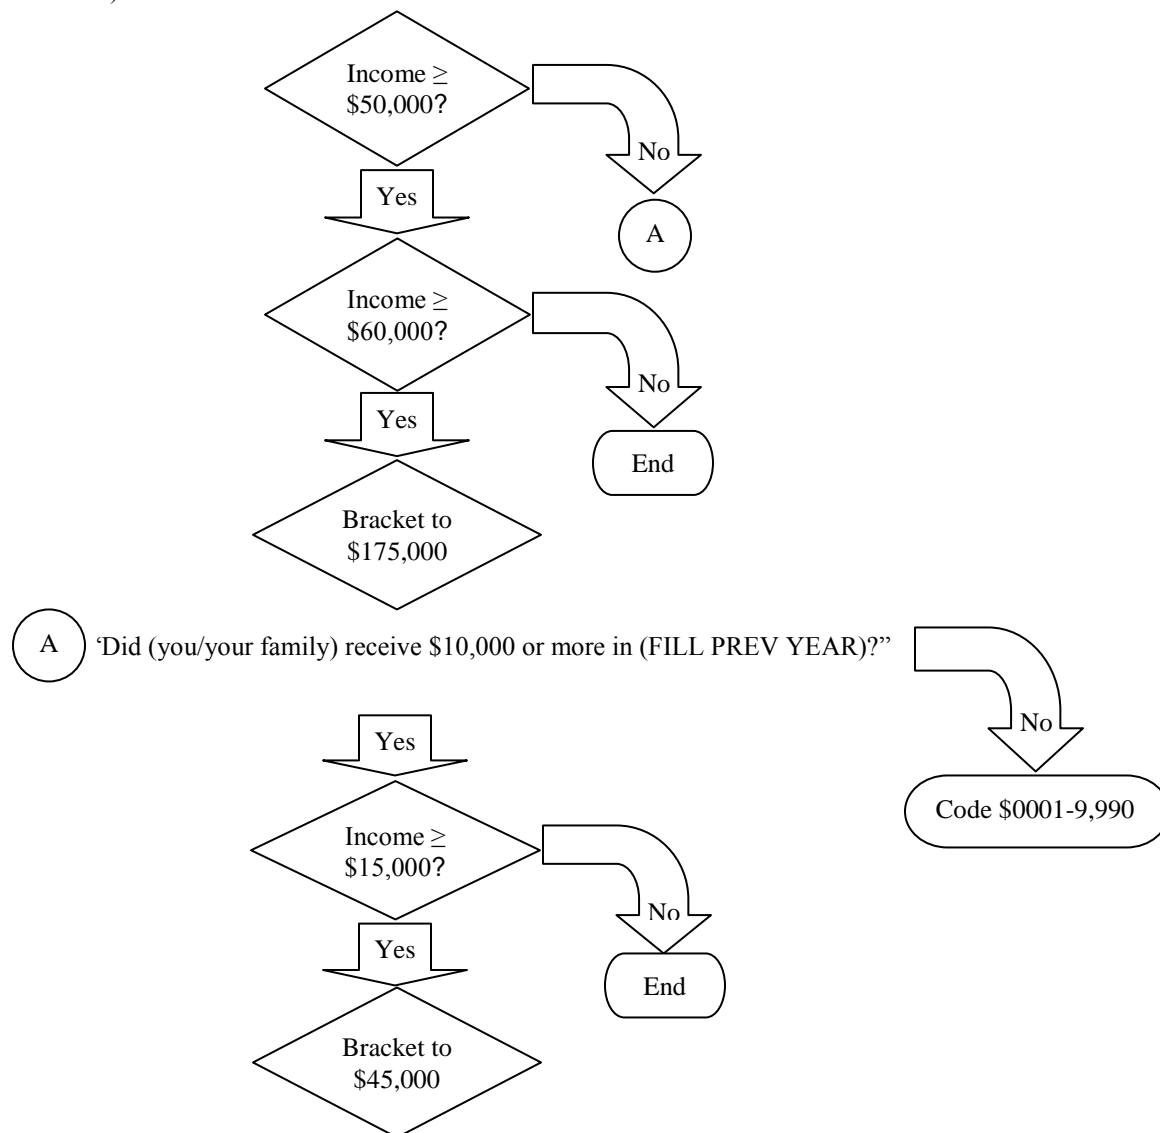 Income ≥
$50,000?
No
Yes
A
Income ≥
$60,000?
No
Yes
End
Bracket to
$175,000
A
‘Did (you/your family) receive $10,000 or more in (FILL PREV YEAR)?”
No
Yes
Code $0001-9,990
Income ≥
$15,000?
No
Yes
End
Bracket to
$45,000